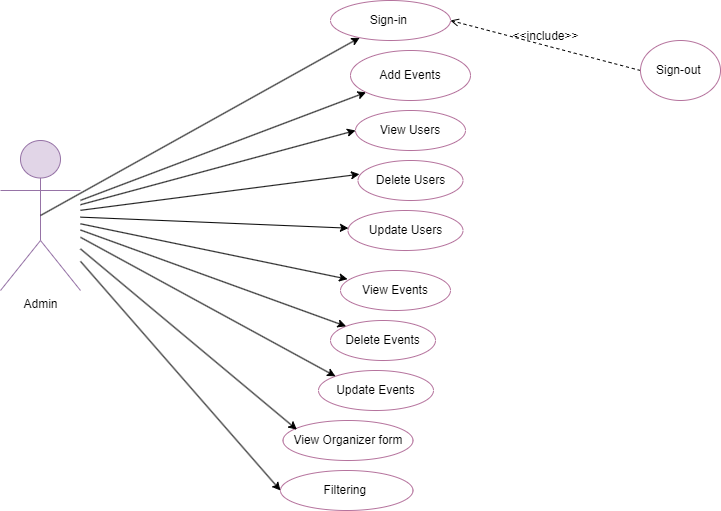 Sign-in
<<include>>
Sign-out
Add Events
View Users
Delete Users
Update Users
View Events
Admin
Delete Events
Update Events
View Organizer form
Filtering